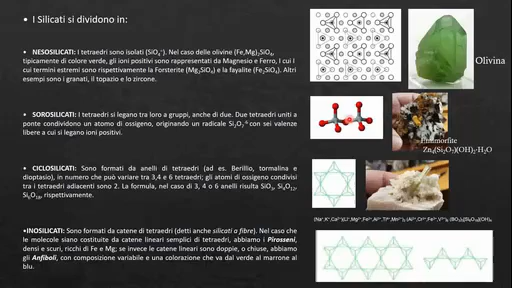 • I Silicati si dividono in:
• NESOSILICATI: I tetraedri sono isolati (SiO₄⁴⁻). Nel caso delle olivine (Fe,Mg)₂SiO₄,
tipicamente di colore verde, gli ioni positivi sono rappresentati da Magnesio e Ferro, I cui I
cui termini estremi sono rispettivamente la Forsterite (Mg₂SiO₄) e la fayalite (Fe₂SiO₄). Altri
esempi sono i granati, il topazio e lo zircone.
Olivina
• SOROSILICATI: I tetraedri si legano tra loro a gruppi, anche di due. Due tetraedri uniti a
ponte condividono un atomo di ossigeno, originando un radicale Si₂O₇⁻⁶ con sei valenze
libere a cui si legano ioni positivi.
Emimorfite
Zn₄(Si₂O₇)(OH)₂·H₂O
• CICLOSILICATI: Sono formati da anelli di tetraedri (ad es. Berillio, tormalina e
dioptasio), in numero che può variare tra 3,4 e 6 tetraedri; gli atomi di ossigeno condivisi
tra i tetraedri adiacenti sono 2. La formula, nel caso di 3, 4 o 6 anelli risulta SiO₃, Si₄O₁₂,
Si₆O₁₈, rispettivamente.
•INOSILICATI: Sono formati da catene di tetraedri (detti anche silicati a fibre). Nel caso che
le molecole siano costituite da catene lineari semplici di tetraedri, abbiamo i Pirosseni,
densi e scuri, ricchi di Fe e Mg; se invece le catene lineari sono doppie, o chiuse, abbiamo
gli Anfiboli, con composizione variabile e una colorazione che va dal verde al marrone al
blu.